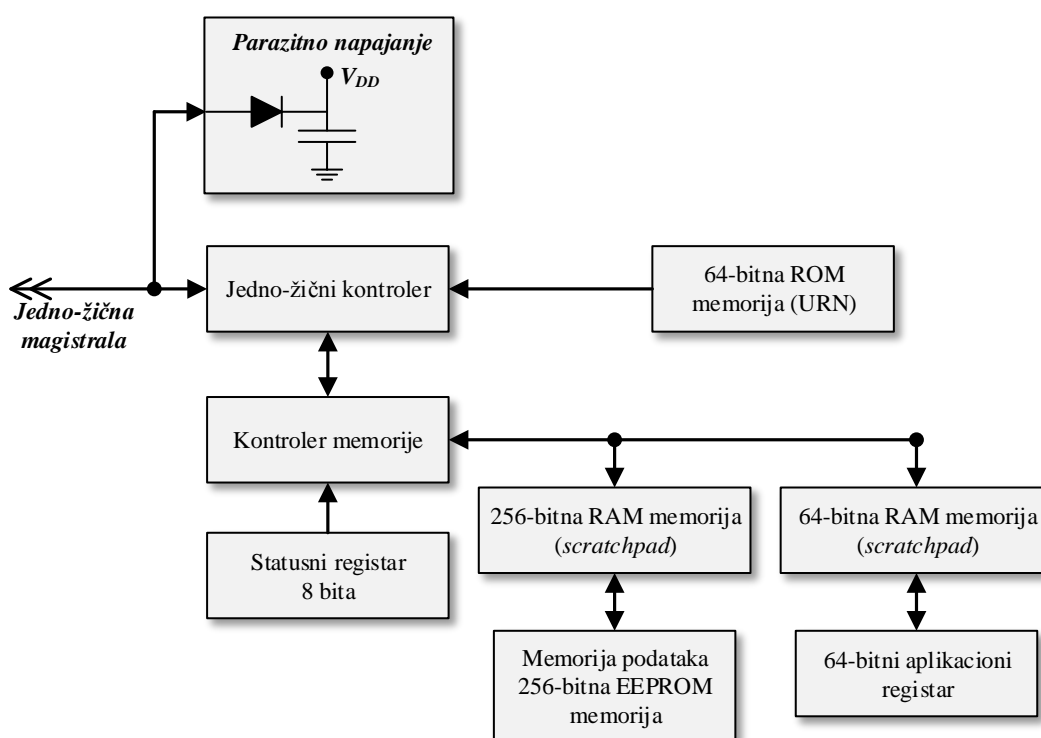 Parazitno napajanje
VDD
Jedno-žični kontroler
64-bitna ROM
memorija (URN)
Jedno-žična
magistrala
Kontroler memorije
256-bitna RAM memorija
(scratchpad)
64-bitna RAM memorija
(scratchpad)
Statusni registar
8 bita
Memorija podataka
256-bitna EEPROM
memorija
64-bitni aplikacioni
registar